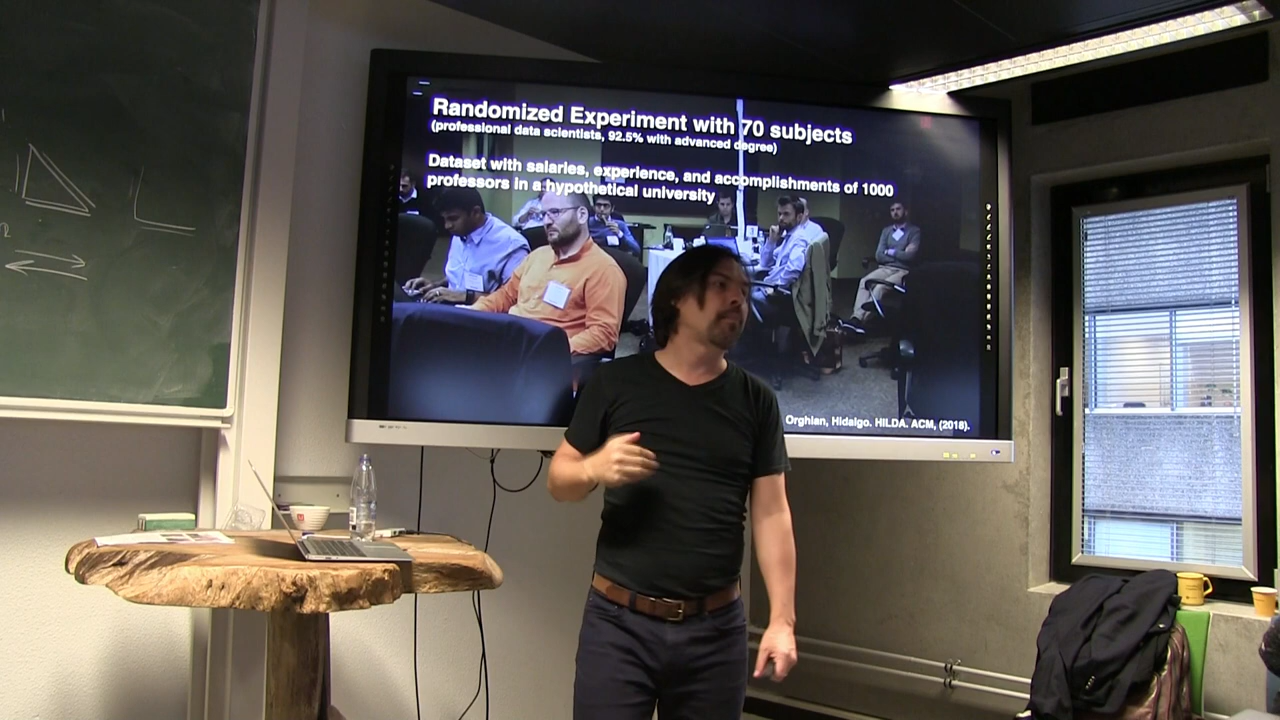 Randomized Experiment with 70 subjects
(professional data scientists, 92.5% with advanced degree)
Dataset with salaries, experience, and accomplishments of 1000
professors in a hypothetical university
Orghian, Hidalgo. HILDA. ACM, (2018).